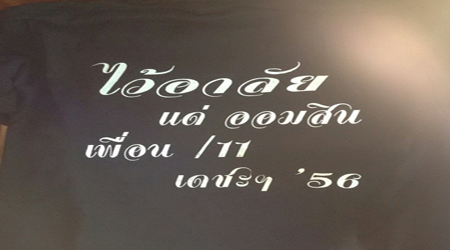 ไว้อาลัย
แด่ ออมสิน
เพื่อน /11
เดชะๆ ’56